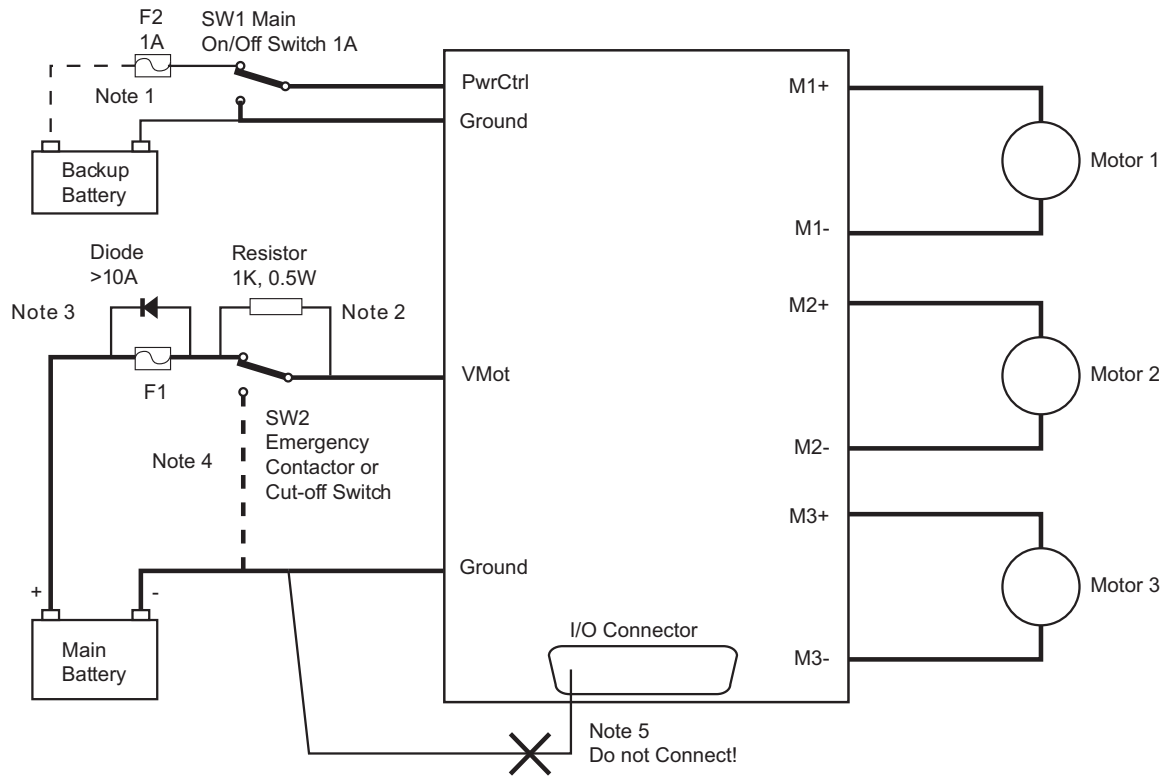 F2
1A
SW1 Main
On/Off Switch 1A
Note 1
Backup
Battery
PwrCtrl
Ground
M1+
Motor 1
M1-
Diode
>10A
Resistor
1K, 0.5W
Note 3
Note 2
F1
VMot
M2+
Motor 2
M2-
SW2
Emergency
Contactor or
Cut-off Switch
Note 4
M3+
Motor 3
M3-
Ground
+
-
Main
Battery
I/O Connector
Note 5
Do not Connect!